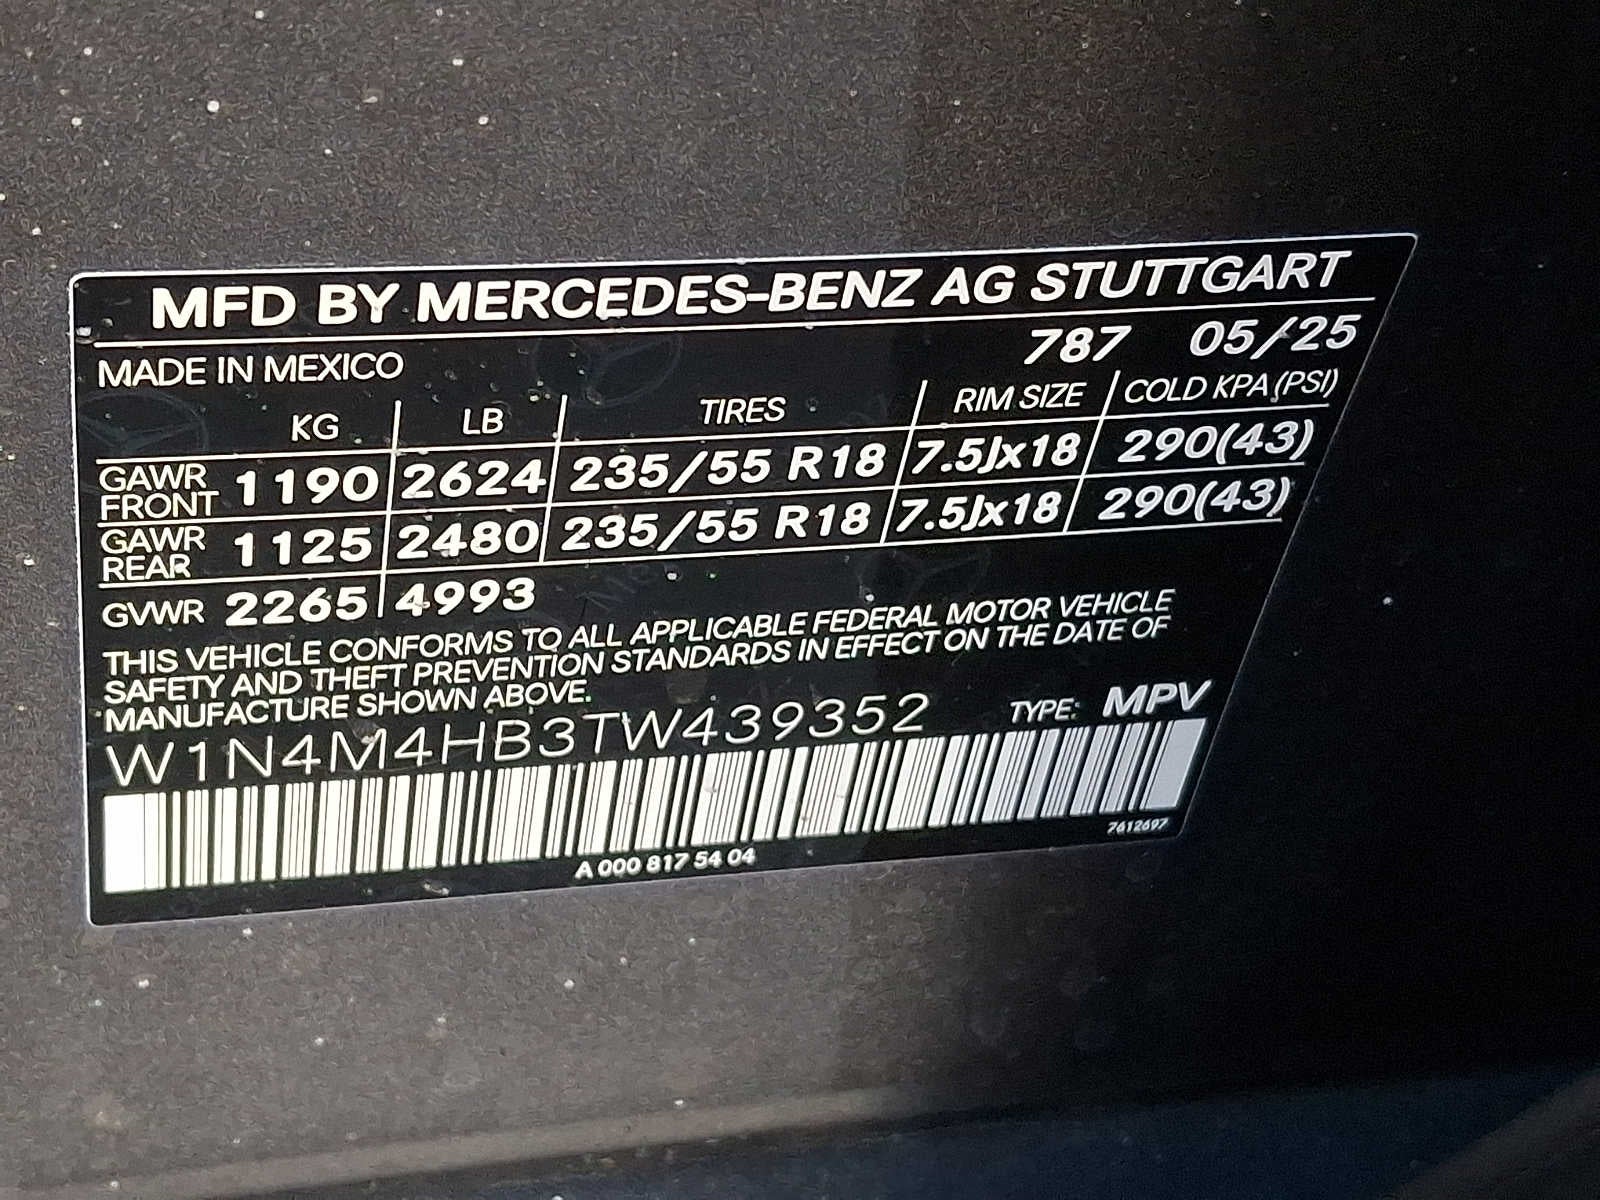 MFD BY MERCEDES-BENZ AG STUTTGART
MADE IN MEXICO 787 05/25
KG LB TIRES RIM SIZE COLD KPA (PSI)
GAWR FRONT 1190 2624 235/55 R18 7.5Jx18 290(43)
GAWR REAR 1125 2480 235/55 R18 7.5Jx18 290(43)
GVWR 2265 4993
THIS VEHICLE CONFORMS TO ALL APPLICABLE FEDERAL MOTOR VEHICLE
SAFETY AND THEFT PREVENTION STANDARDS IN EFFECT ON THE DATE OF
MANUFACTURE SHOWN ABOVE.
W1N4M4HB3TW439352 TYPE: MPV
7612697
A 000 817 54 04